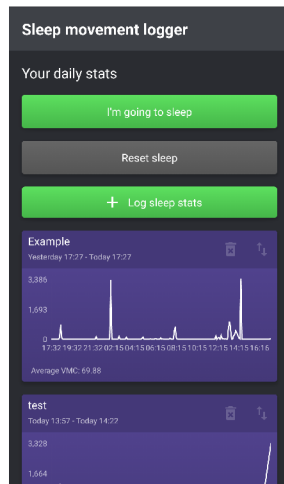 Sleep movement logger
Your daily stats
I'm going to sleep
Reset sleep
+ Log sleep stats
Example
Yesterday 17:27 - Today 17:27
3,386
1,693
0
17:32 19:32 21:32 02:15 04:15 06:15 08:15 10:15 12:15 14:15 16:16
Average VMC: 69.88
test
Today 13:57 - Today 14:22
3,328
1,664